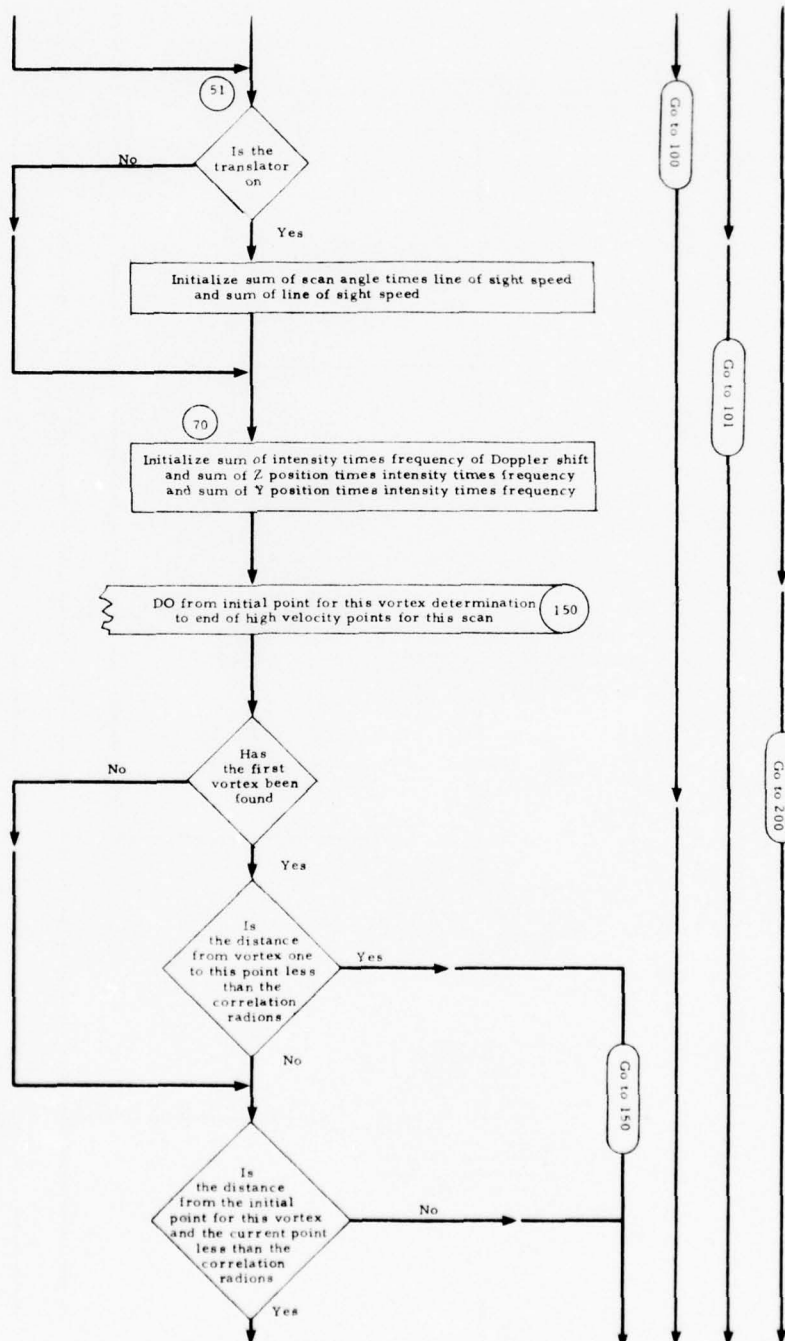 51
Is the
translator
on
No
Yes
Initialize sum of scan angle times line of sight speed
and sum of line of sight speed
70
Initialize sum of intensity times frequency of Doppler shift
and sum of Z position times intensity times frequency
and sum of Y position times intensity times frequency
DO from initial point for this vortex determination
to end of high velocity points for this scan
150
Has
the first
vortex been
found
No
Yes
Is
the distance
from vortex one
to this point less
than the
correlation
radions
Yes
No
Is
the distance
from the initial
point for this vortex
and the current point
less than the
correlation
radions
No
Yes
Go to 150
Go to 100
Go to 101
Go to 200